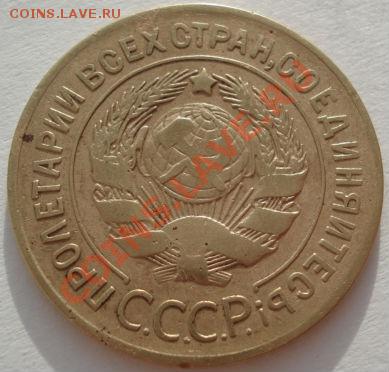 COINS.LAVE.RU
COINS.LAVE.RU
ПРОЛЕТАРИИ ВСЕХ СТРАН, СОЕДИНЯЙТЕСЬ
С.С.С.Р.